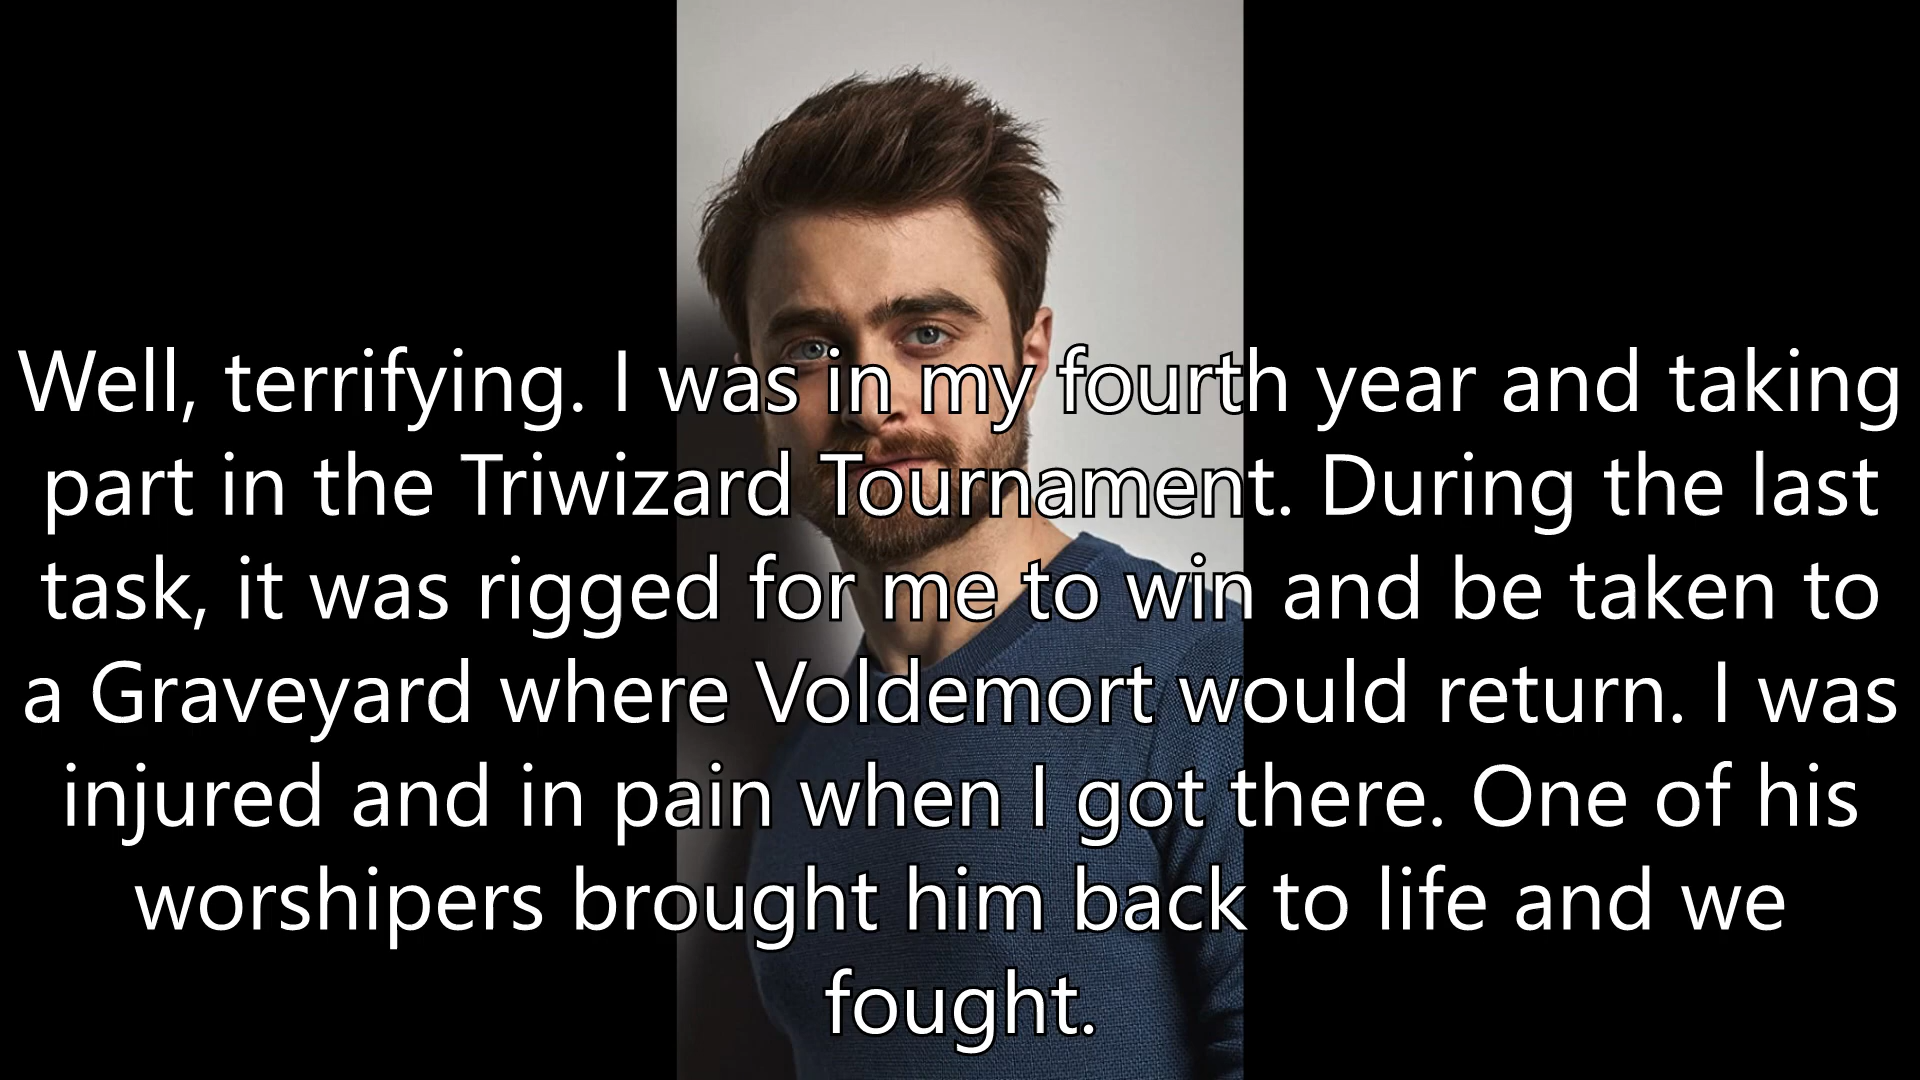 Well, terrifying. I was in my fourth year and taking
part in the Triwizard Tournament. During the last
task, it was rigged for me to win and be taken to
a Graveyard where Voldemort would return. I was
injured and in pain when I got there. One of his
worshipers brought him back to life and we
fought.